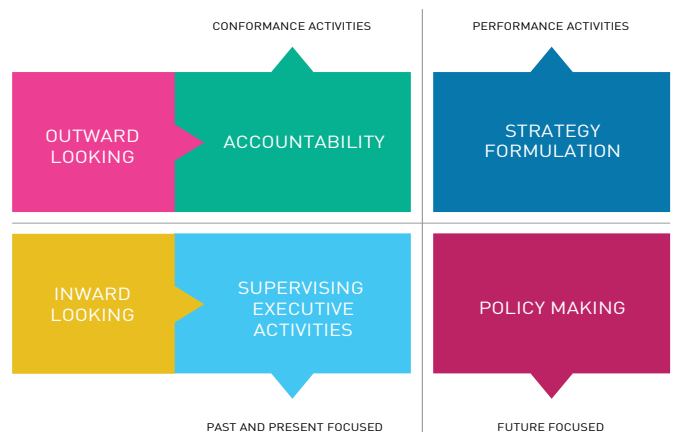 CONFORMANCE ACTIVITIES
PERFORMANCE ACTIVITIES
OUTWARD
LOOKING
ACCOUNTABILITY
STRATEGY
FORMULATION
INWARD
LOOKING
SUPERVISING
EXECUTIVE
ACTIVITIES
POLICY MAKING
PAST AND PRESENT FOCUSED
FUTURE FOCUSED